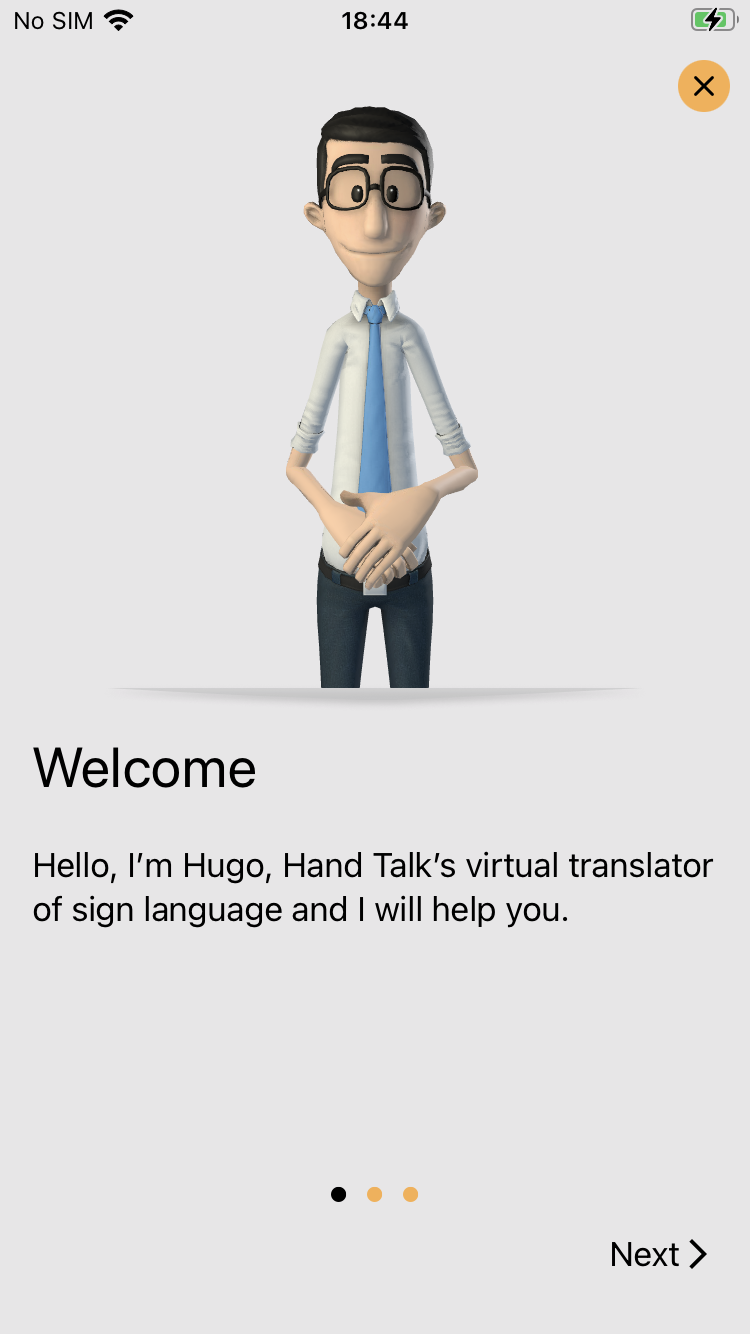 No SIM 18:44
Welcome
Hello, I’m Hugo, Hand Talk’s virtual translator
of sign language and I will help you.
Next